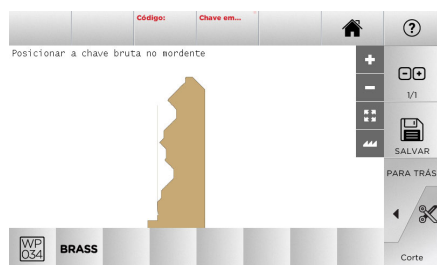 Código:
Chave em...
Posicionar a chave bruta no mordente
1/1
SALVAR
PARA TRÁS
Corte
WP
034
BRASS